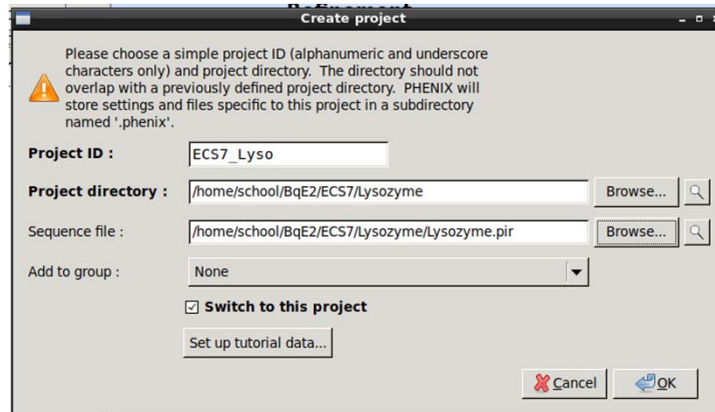 Refinement
Create project
Please choose a simple project ID (alphanumeric and underscore
characters only) and project directory. The directory should not
overlap with a previously defined project directory. PHENIX will
store settings and files specific to this project in a subdirectory
named '.phenix'.
Project ID : ECS7_Lyso
Project directory : /home/school/BqE2/ECS7/Lysozyme Browse...
Sequence file : /home/school/BqE2/ECS7/Lysozyme/Lysozyme.pir Browse...
Add to group : None
Switch to this project
Set up tutorial data...
Cancel OK